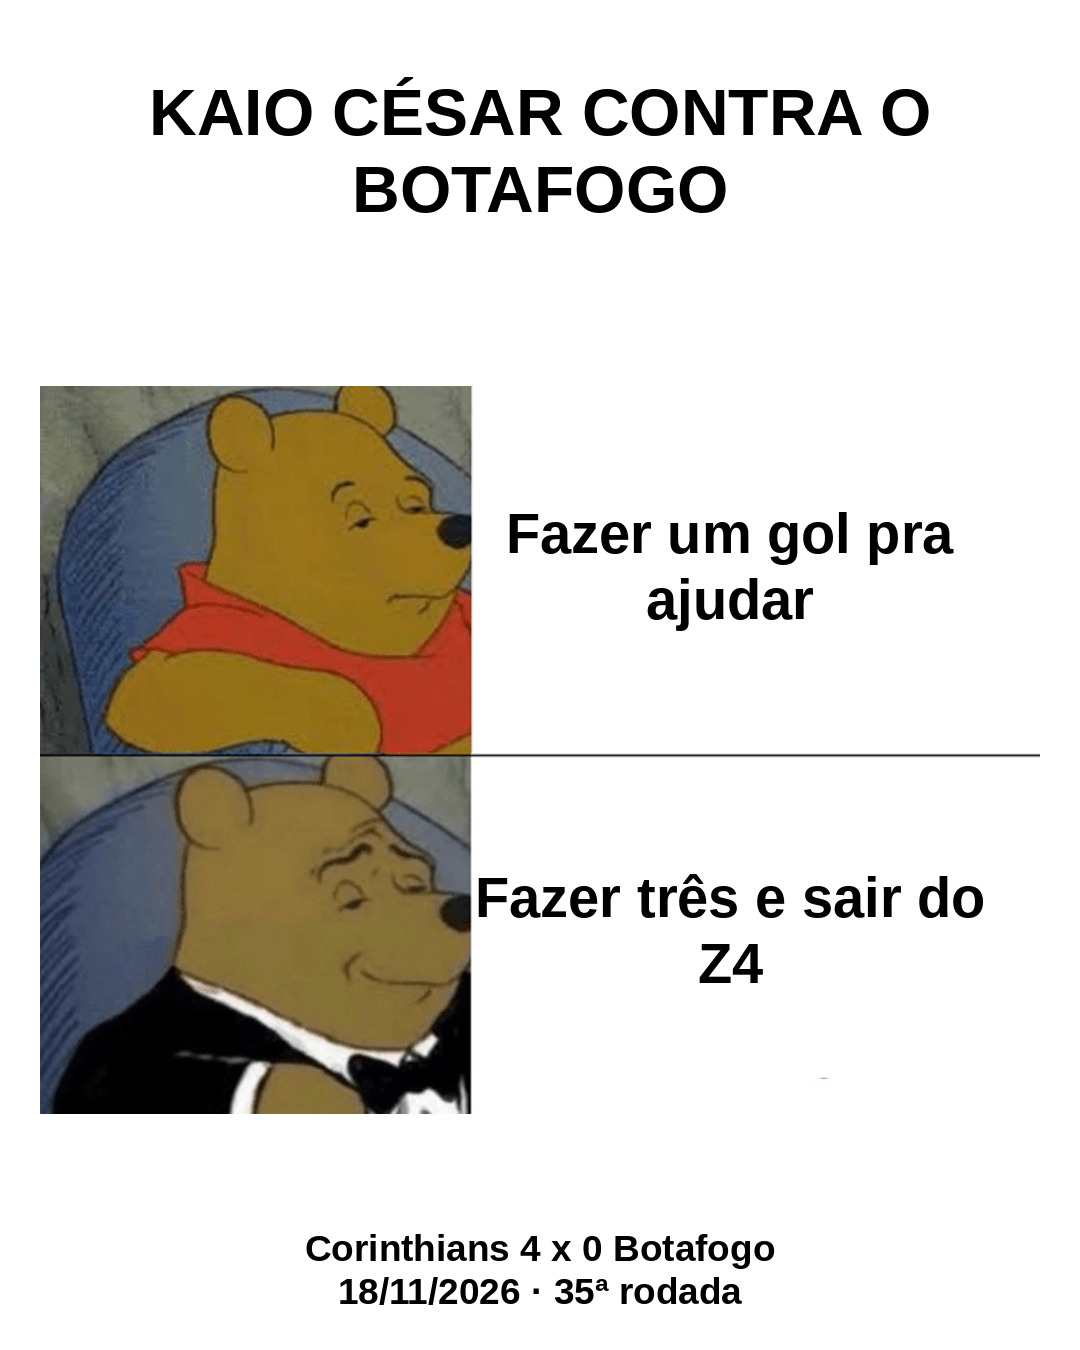 KAIO CÉSAR CONTRA O
BOTAFOGO
Fazer um gol pra
ajudar
Fazer três e sair do
Z4
Corinthians 4 x 0 Botafogo
18/11/2026 · 35ª rodada